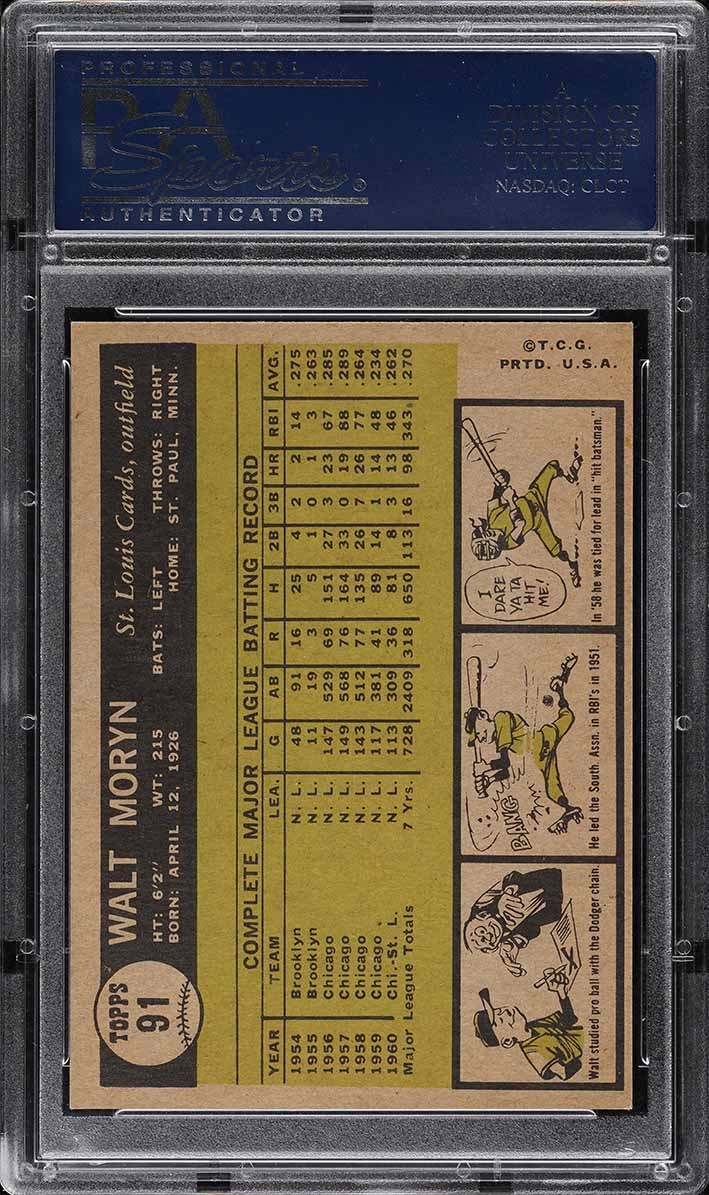 PROFESSIONAL
PSA
Sports®
AUTHENTICATOR
A
DIVISION OF
COLLECTORS
UNIVERSE
NASDAQ: CLCT
TOPPS
91
WALT MORYN St. Louis Cards, outfield
HT: 6'2" WT: 215 BATS: LEFT THROWS: RIGHT
BORN: APRIL 12, 1926 HOME: ST. PAUL, MINN.
COMPLETE MAJOR LEAGUE BATTING RECORD
YEAR TEAM LEA. G AB R H 2B 3B HR RBI AVG.
1954 Brooklyn N. L. 48 91 16 25 4 2 2 14 .275
1955 Brooklyn N. L. 11 19 3 5 1 0 1 3 .263
1956 Chicago N. L. 147 529 69 151 27 3 23 67 .285
1957 Chicago N. L. 149 568 76 164 33 0 19 88 .289
1958 Chicago N. L. 143 512 77 135 26 7 26 77 .264
1959 Chicago N. L. 117 381 41 89 14 1 14 48 .234
1960 Chi.-St. L. N. L. 113 309 36 81 8 3 13 46 .262
Major League Totals 7 Yrs. 728 2409 318 650 113 16 98 343 .270
Walt studied pro ball with the Dodger chain.
BANG
He led the South. Assn. in RBI's in 1951.
I
DARE
YA TA
HIT
ME!
In '58 he was tied for lead in "hit batsman."
©T.C.G.
PRTD. U.S.A.